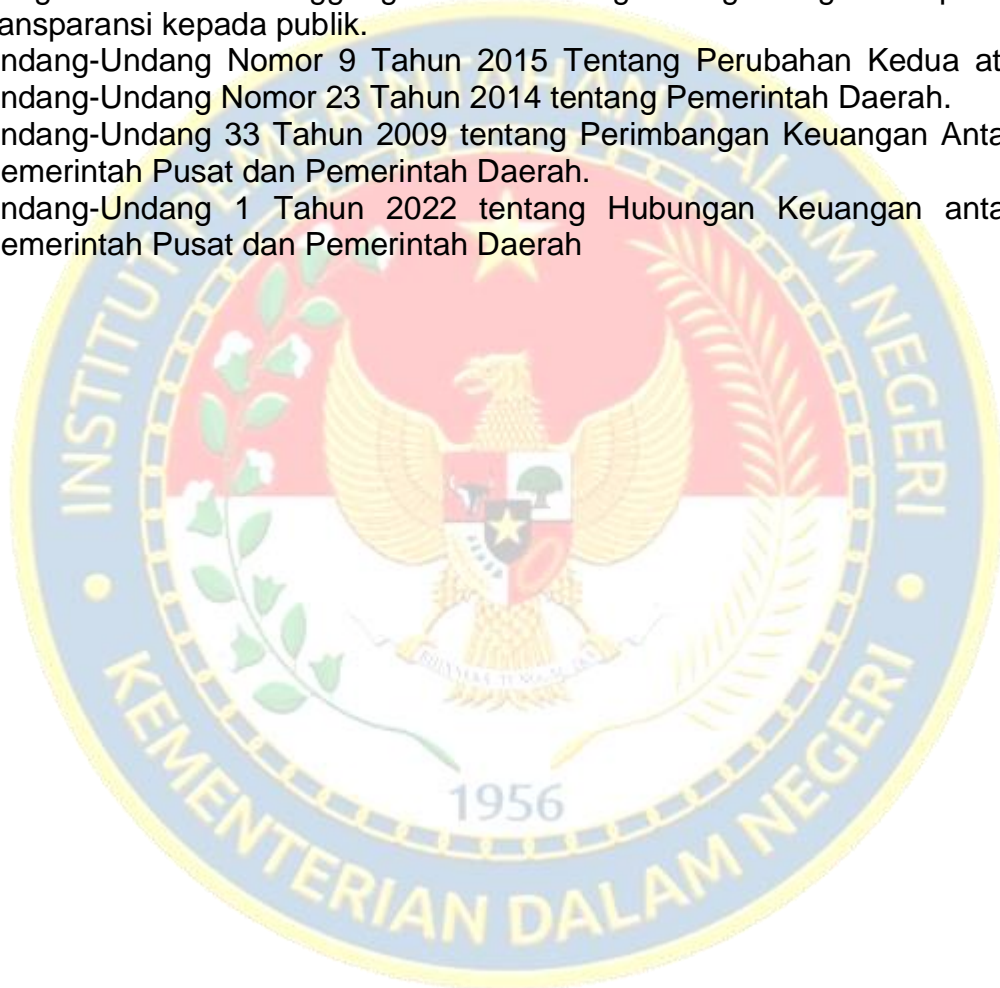 ansparansi kepada publik.
ndang-Undang Nomor 9 Tahun 2015 Tentang Perubahan Kedua at
ndang-Undang Nomor 23 Tahun 2014 tentang Pemerintah Daerah.
ndang-Undang 33 Tahun 2009 tentang Perimbangan Keuangan Anta
emerintah Pusat dan Pemerintah Daerah.
ndang-Undang 1 Tahun 2022 tentang Hubungan Keuangan anta
emerintah Pusat dan Pemerintah Daerah
INSTITUT PEMERINTAHAN DALAM NEGERI
BHINNEKA TUNGGAL IKA
1956
KEMENTERIAN DALAM NEGERI